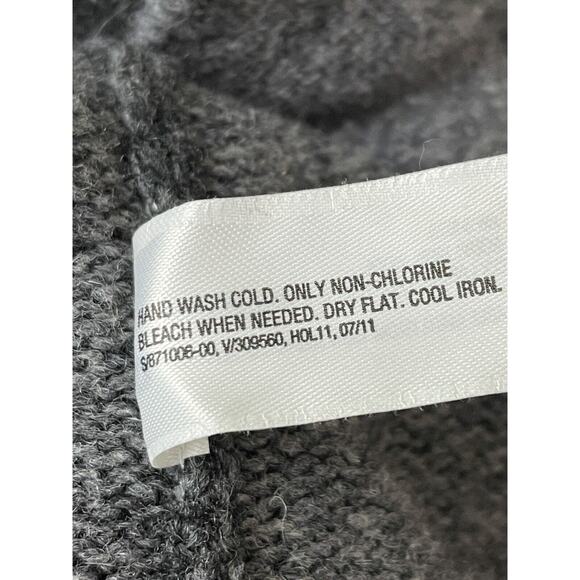 HAND WASH COLD. ONLY NON-CHLORINE
BLEACH WHEN NEEDED. DRY FLAT. COOL IRON.
S/871006-00, V/309560, HOL11, 07/11